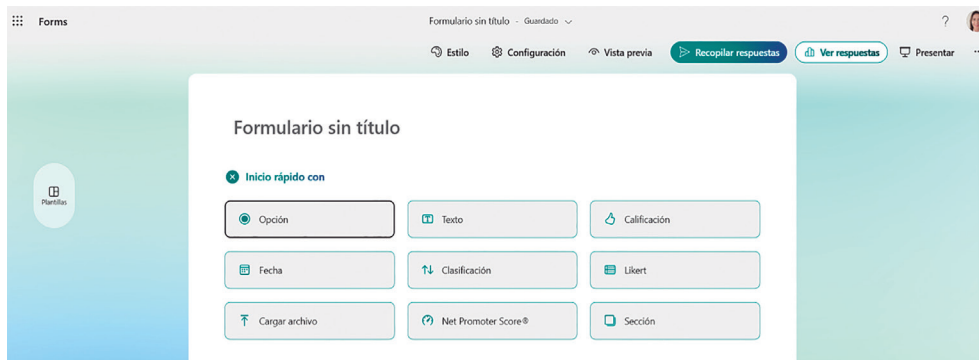 Forms
Formulario sin título - Guardado
?
Estilo Configuración Vista previa Recopilar respuestas Ver respuestas Presentar ...
Formulario sin título
Inicio rápido con
Plantillas
Opción Texto Calificación
Fecha Clasificación Likert
Cargar archivo Net Promoter Score® Sección